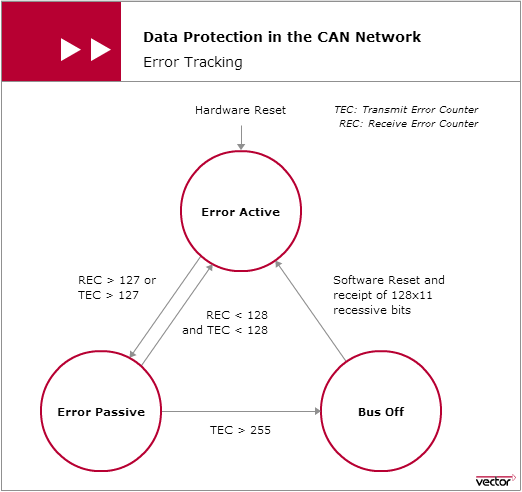 Data Protection in the CAN Network
Error Tracking
Hardware Reset
TEC: Transmit Error Counter
REC: Receive Error Counter
Error Active
REC > 127 or
TEC > 127
REC < 128
and TEC < 128
Software Reset and
receipt of 128x11
recessive bits
Error Passive
TEC > 255
Bus Off
vector